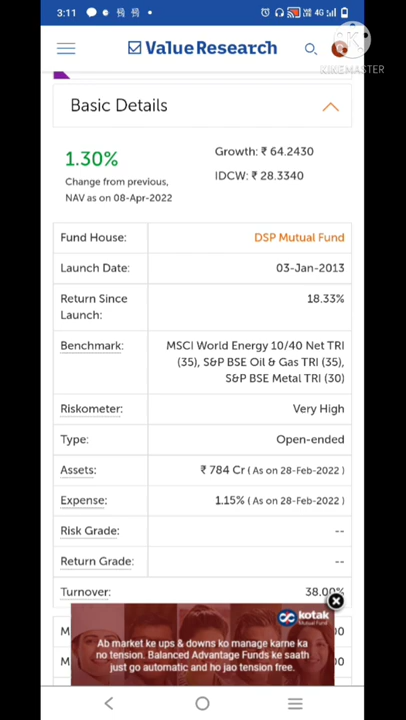 3:11
4G
ValueResearch
KINEMASTER
Basic Details
1.30%
Change from previous,
NAV as on 08-Apr-2022
Growth: ₹ 64.2430
IDCW: ₹ 28.3340
Fund House: DSP Mutual Fund
Launch Date: 03-Jan-2013
Return Since
Launch: 18.33%
Benchmark: MSCI World Energy 10/40 Net TRI
(35), S&P BSE Oil & Gas TRI (35),
S&P BSE Metal TRI (30)
Riskometer: Very High
Type: Open-ended
Assets: ₹ 784 Cr ( As on 28-Feb-2022 )
Expense: 1.15% ( As on 28-Feb-2022 )
Risk Grade: --
Return Grade: --
Turnover: 38.00%
kotak
Mutual Fund
Ab market ke ups & downs ko manage karne ka
no tension. Balanced Advantage Funds ke saath
just go automatic and ho jao tension free.